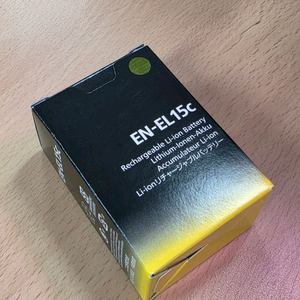 EN-EL15c
Rechargeable Li-ion Battery
Lithium-Ionen-Akku
Accumulateur Li-ion
Li-ionリチャージャブルバッテリー